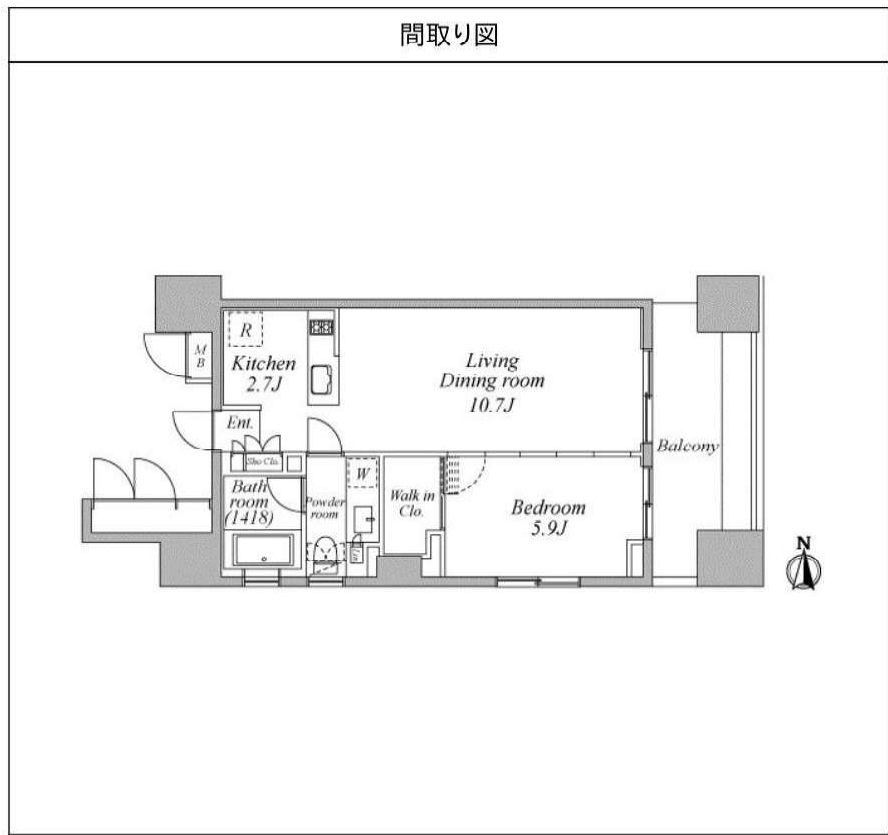 間取り図
R
Kitchen
2.7J
M
B
Living
Dining room
10.7J
Ent.
Sho Clo.
Balcony
Bath
room
(1418)
Powder
room
W
Walk in
Clo.
Bedroom
5.9J
Lin
N